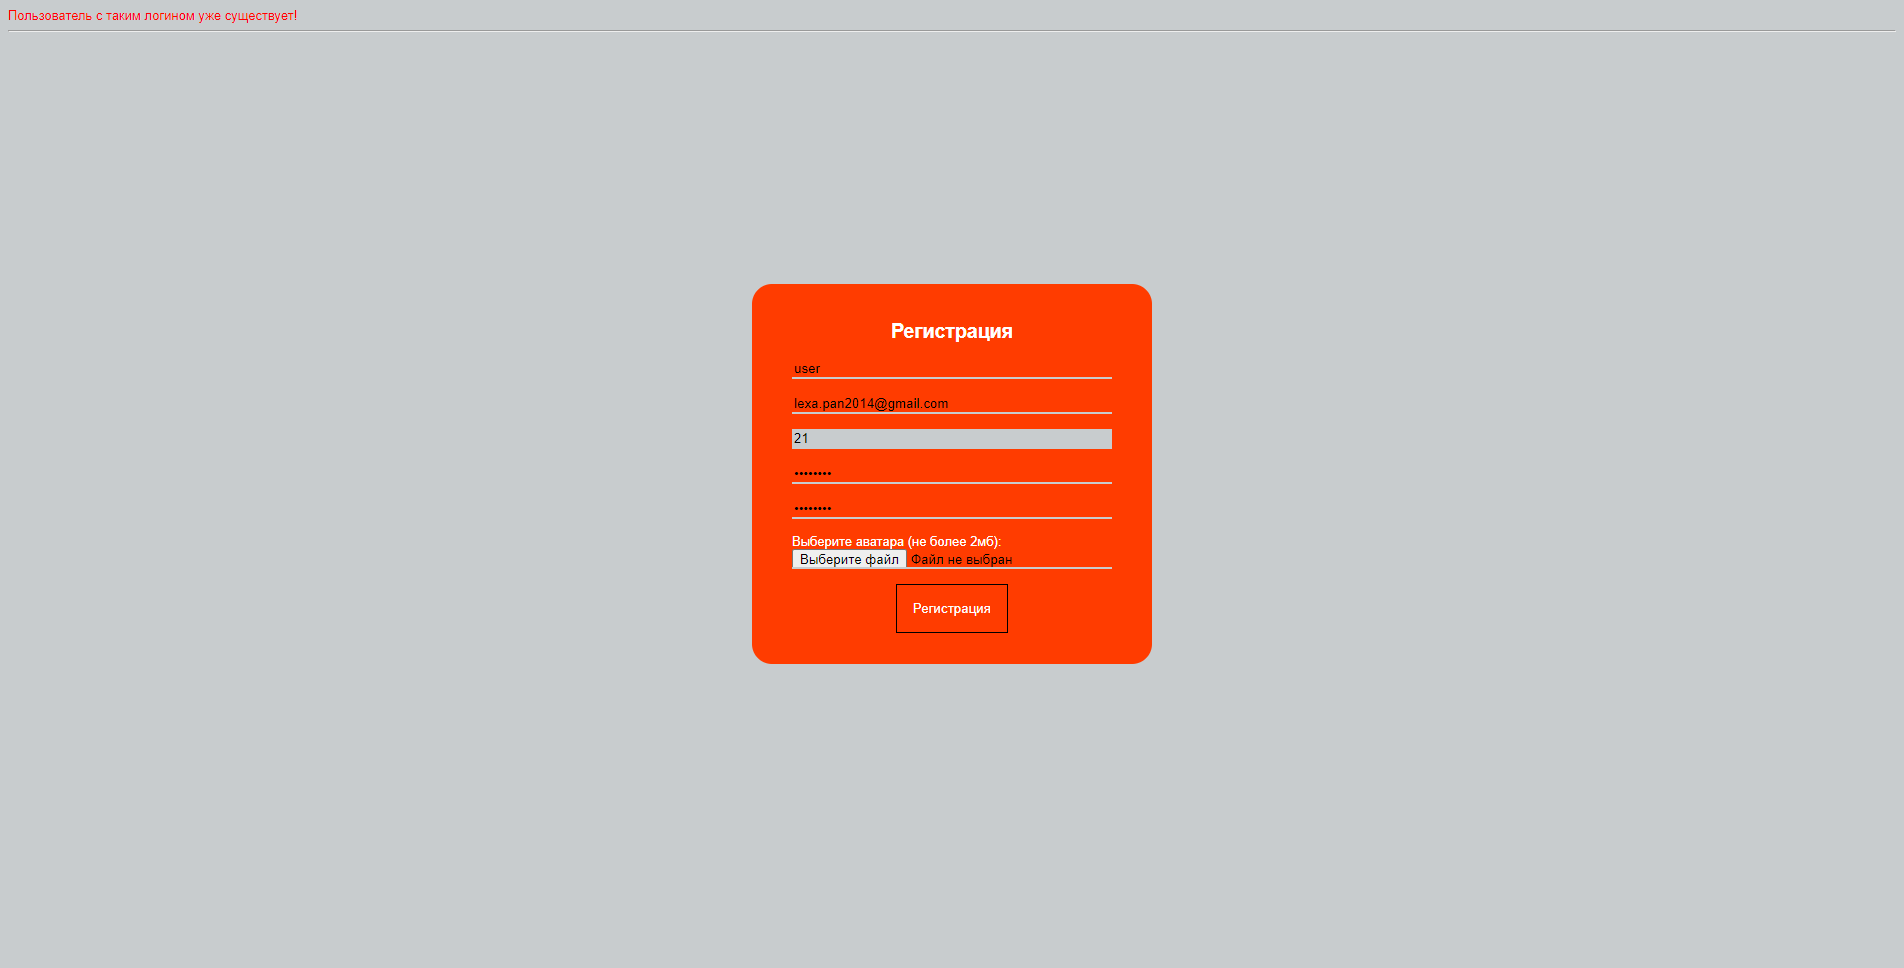 Пользователь с таким логином уже существует!
Регистрация
user
lexa.pan2014@gmail.com
21
••••••••
••••••••
Выберите аватара (не более 2мб):
Выберите файл Файл не выбран
Регистрация